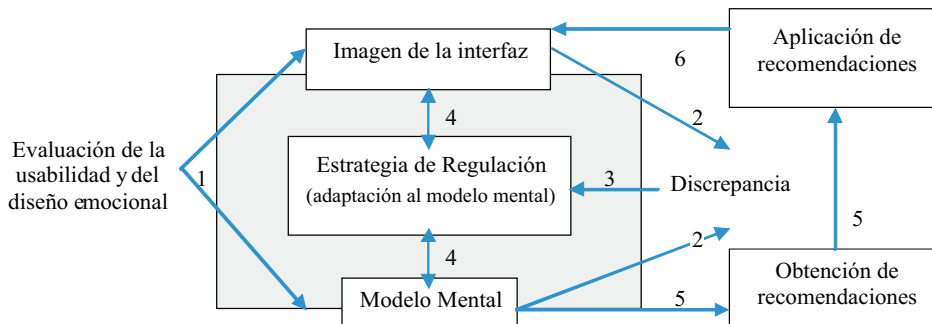 Imagen de la interfaz
Aplicación de
recomendaciones
6
2
4
Evaluación de la
usabilidad y del
diseño emocional
1
Estrategia de Regulación
(adaptación al modelo mental)
3
Discrepancia
5
2
4
Modelo Mental
5
Obtención de
recomendaciones